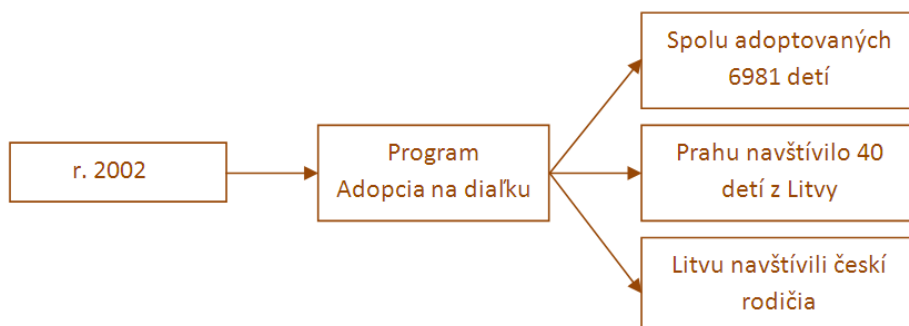 r. 2002
Program
Adopcia na diaľku
Spolu adoptovaných
6981 detí
Prahu navštívilo 40
detí z Litvy
Litvu navštívili českí
rodičia